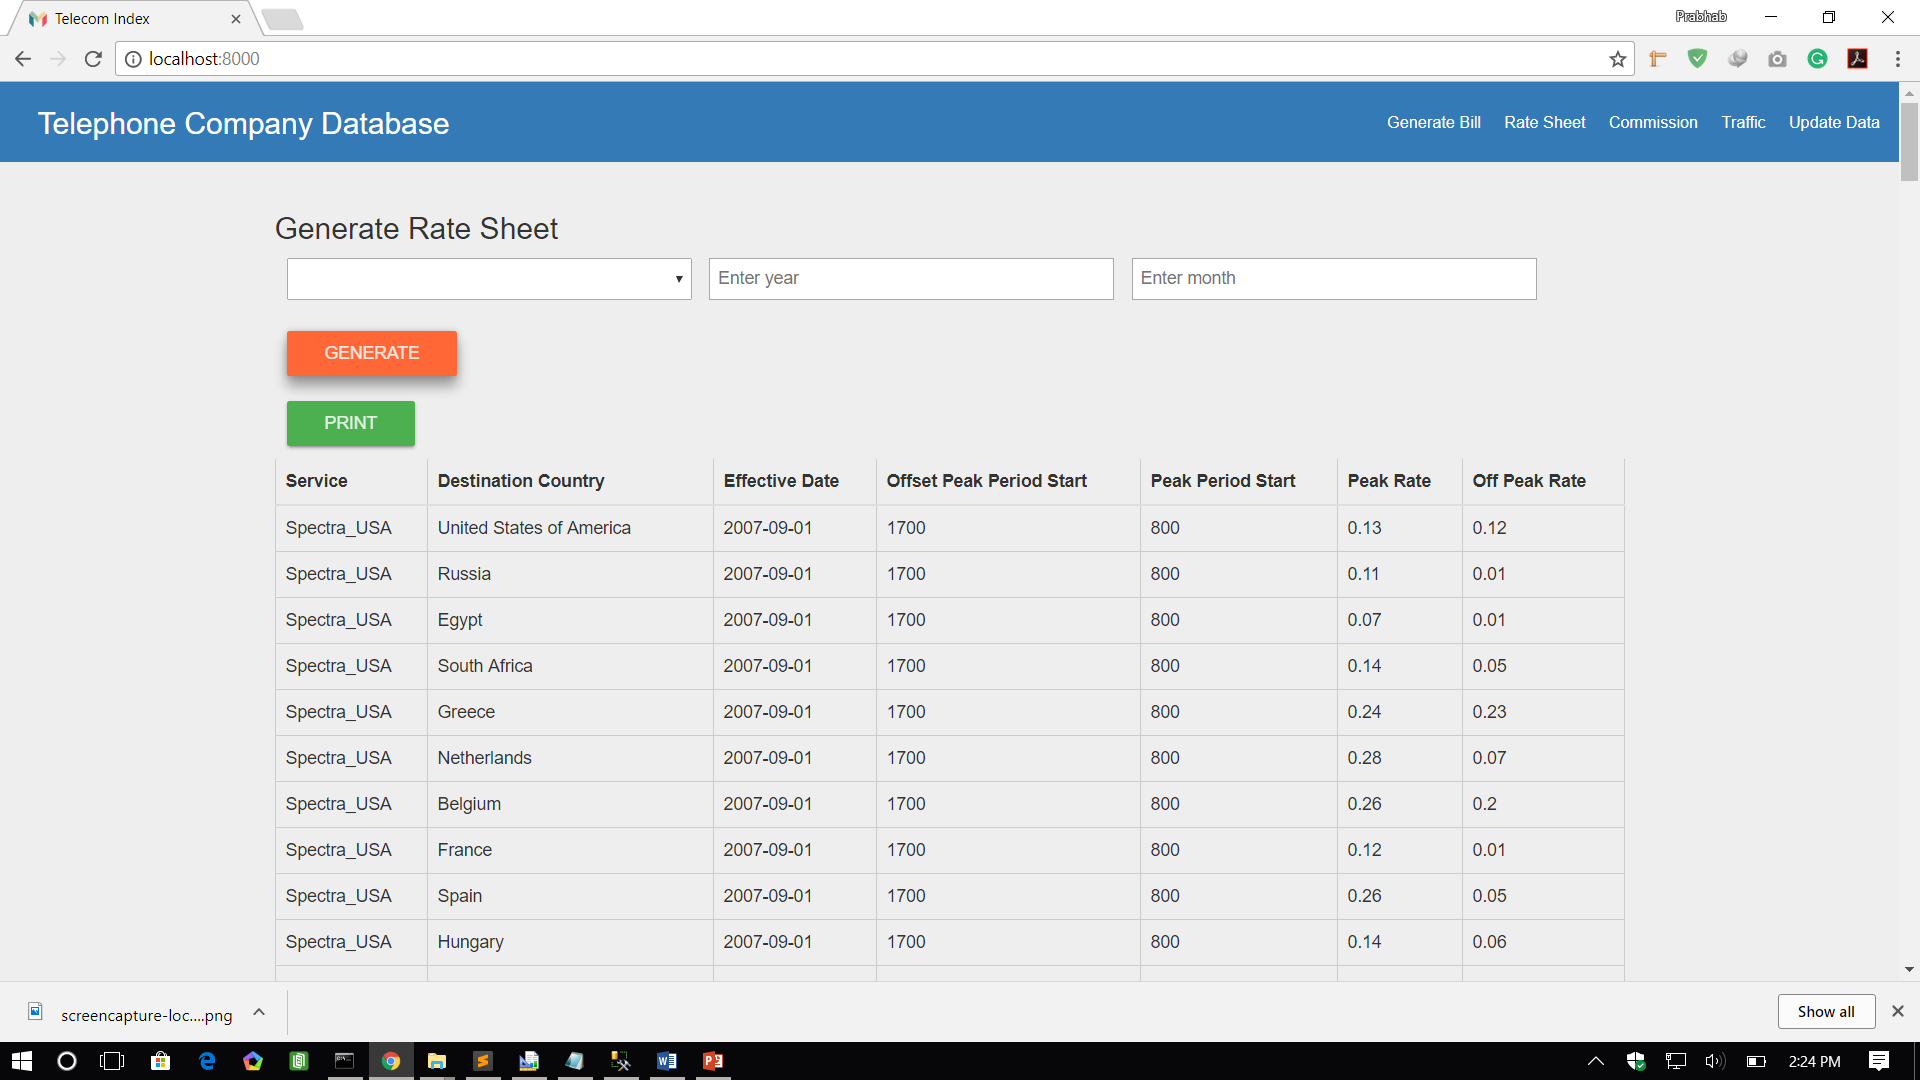 Telecom Index
Prabhab
localhost:8000
Telephone Company Database
Generate Bill Rate Sheet Commission Traffic Update Data
Generate Rate Sheet
Enter year Enter month
GENERATE
PRINT
Service Destination Country Effective Date Offset Peak Period Start Peak Period Start Peak Rate Off Peak Rate
Spectra_USA United States of America 2007-09-01 1700 800 0.13 0.12
Spectra_USA Russia 2007-09-01 1700 800 0.11 0.01
Spectra_USA Egypt 2007-09-01 1700 800 0.07 0.01
Spectra_USA South Africa 2007-09-01 1700 800 0.14 0.05
Spectra_USA Greece 2007-09-01 1700 800 0.24 0.23
Spectra_USA Netherlands 2007-09-01 1700 800 0.28 0.07
Spectra_USA Belgium 2007-09-01 1700 800 0.26 0.2
Spectra_USA France 2007-09-01 1700 800 0.12 0.01
Spectra_USA Spain 2007-09-01 1700 800 0.26 0.05
Spectra_USA Hungary 2007-09-01 1700 800 0.14 0.06
screencapture-loc....png Show all
2:24 PM